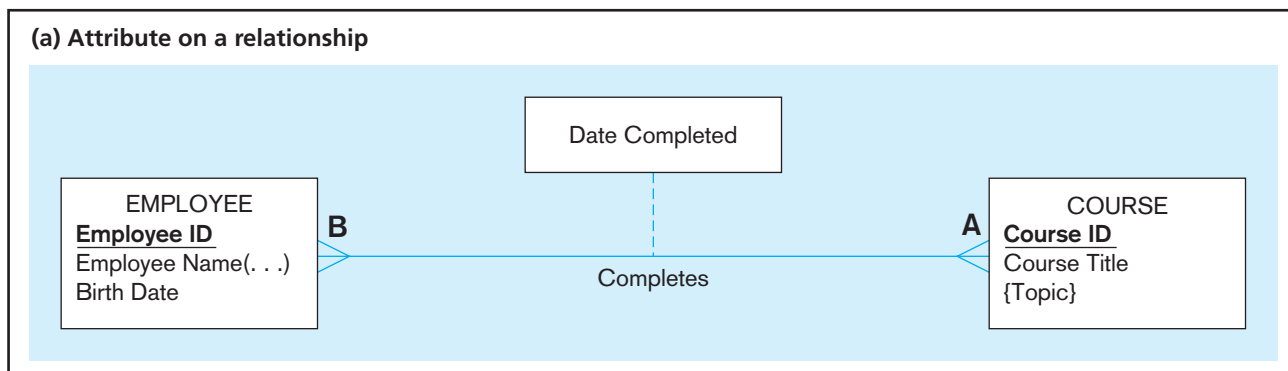 (a) Attribute on a relationship
Date Completed
EMPLOYEE
Employee ID
Employee Name(. . .)
Birth Date
B
Completes
A
COURSE
Course ID
Course Title
{Topic}